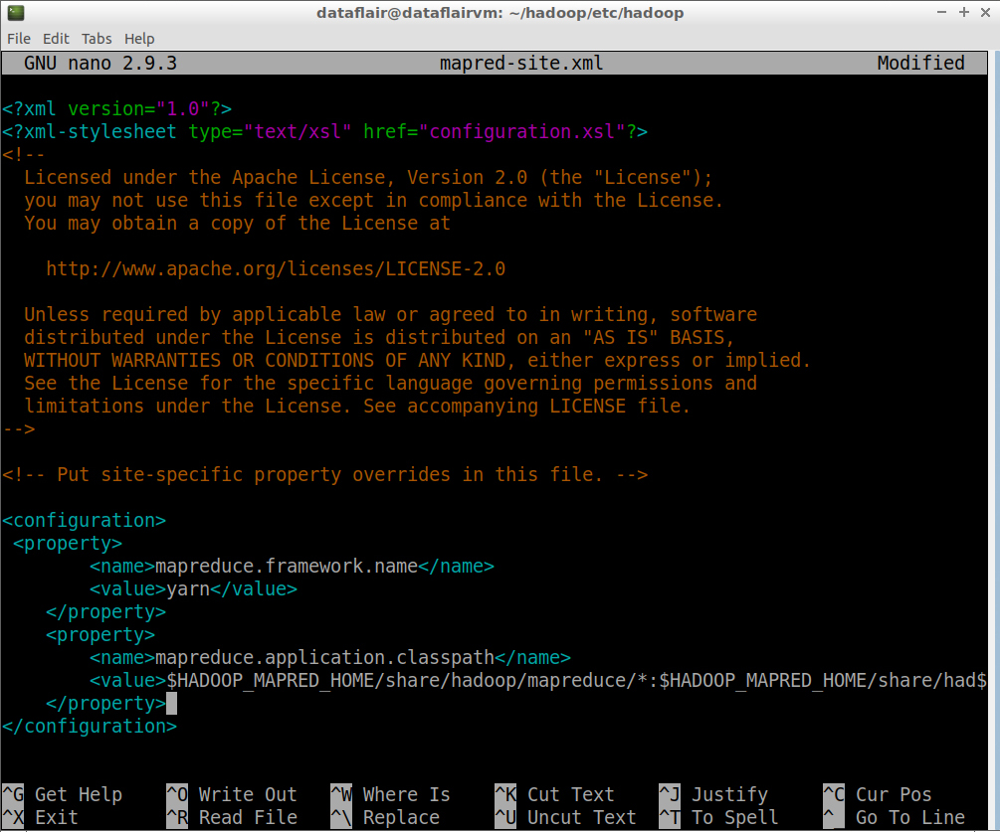 dataflair@dataflairvm: ~/hadoop/etc/hadoop
File Edit Tabs Help
GNU nano 2.9.3 mapred-site.xml Modified
<?xml version="1.0"?>
<?xml-stylesheet type="text/xsl" href="configuration.xsl"?>
<!--
  Licensed under the Apache License, Version 2.0 (the "License");
  you may not use this file except in compliance with the License.
  You may obtain a copy of the License at
    http://www.apache.org/licenses/LICENSE-2.0
  Unless required by applicable law or agreed to in writing, software
  distributed under the License is distributed on an "AS IS" BASIS,
  WITHOUT WARRANTIES OR CONDITIONS OF ANY KIND, either express or implied.
  See the License for the specific language governing permissions and
  limitations under the License. See accompanying LICENSE file.
-->
<!-- Put site-specific property overrides in this file. -->
<configuration>
 <property>
        <name>mapreduce.framework.name</name>
        <value>yarn</value>
    </property>
    <property>
        <name>mapreduce.application.classpath</name>
        <value>$HADOOP_MAPRED_HOME/share/hadoop/mapreduce/*:$HADOOP_MAPRED_HOME/share/had$
    </property>
</configuration>
^G Get Help ^O Write Out ^W Where Is ^K Cut Text ^J Justify ^C Cur Pos
^X Exit ^R Read File ^\ Replace ^U Uncut Text ^T To Spell ^_ Go To Line